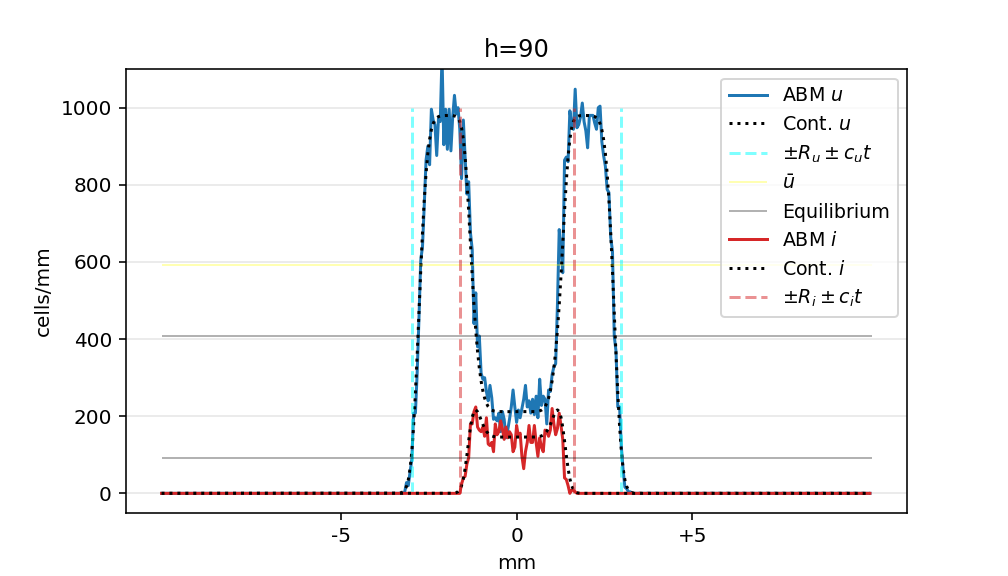 h=90
cells/mm
1000
800
600
400
200
0
-5
0
+5
mm
ABM u
Cont. u
±R_u ± c_u t
ū
Equilibrium
ABM i
Cont. i
±R_i ± c_i t